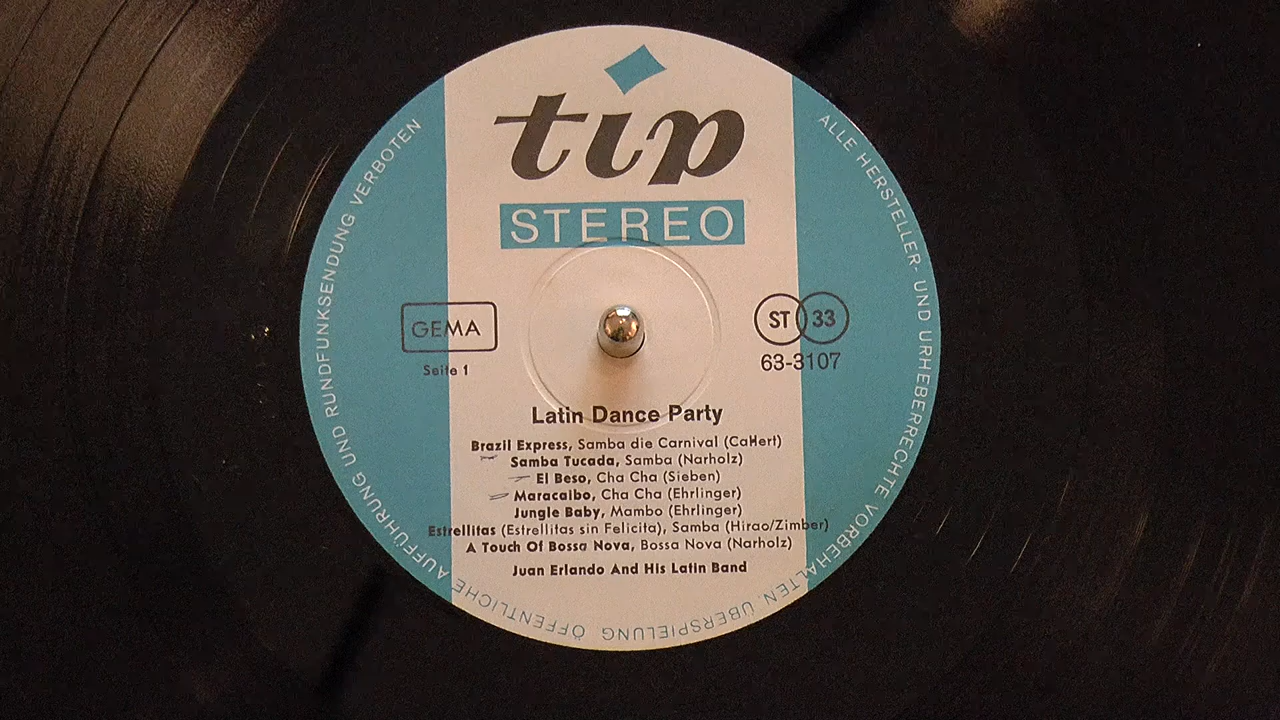 tip
STEREO
GEMA
Seite 1
ST 33
63-3107
Latin Dance Party
Brazil Express, Samba die Carnival (Cattert)
Samba Tucada, Samba (Narholz)
El Beso, Cha Cha (Sieben)
Maracaibo, Cha Cha (Ehrlinger)
Jungle Baby, Mambo (Ehrlinger)
Estrellitas (Estrellitas sin Felicita), Samba (Hirao/Zimber)
A Touch Of Bossa Nova, Bossa Nova (Narholz)
Juan Erlando And His Latin Band
ALLE HERSTELLER- UND URHEBERRECHTE VORBEHALTEN. ÜBERSPIELUNG ÖFFENTLICHE AUFFÜHRUNG UND RUNDFUNKSENDUNG VERBOTEN